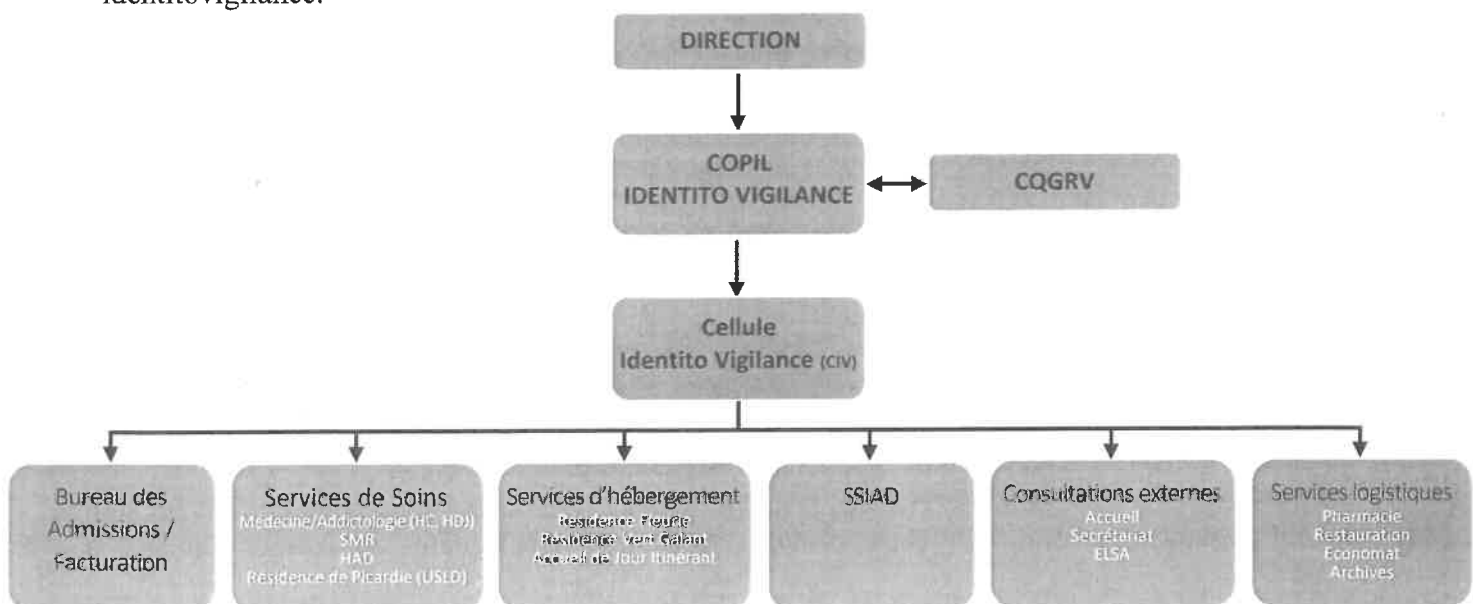 identitovigilance.
DIRECTION
COPIL
IDENTITO VIGILANCE
CQGRV
Cellule
Identito Vigilance (CIV)
Bureau des
Admissions /
Facturation
Services de Soins
Médecine/Addictologie (HC, HDJ)
SMR
HAD
Résidence de Picardie (USLD)
Services d'hébergement
Résidence Fleurie
Résidence Vert Galant
Accueil de Jour Itinérant
SSIAD
Consultations externes
Accueil
Secrétariat
ELSA
Services logistiques
Pharmacie
Restauration
Economat
Archives